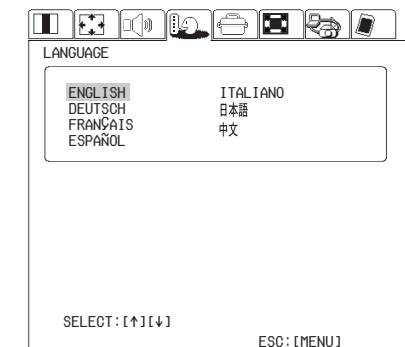 LANGUAGE
ENGLISH
DEUTSCH
FRANÇAIS
ESPAÑOL
ITALIANO
日本語
中文
SELECT:[↑][↓]
ESC:[MENU]